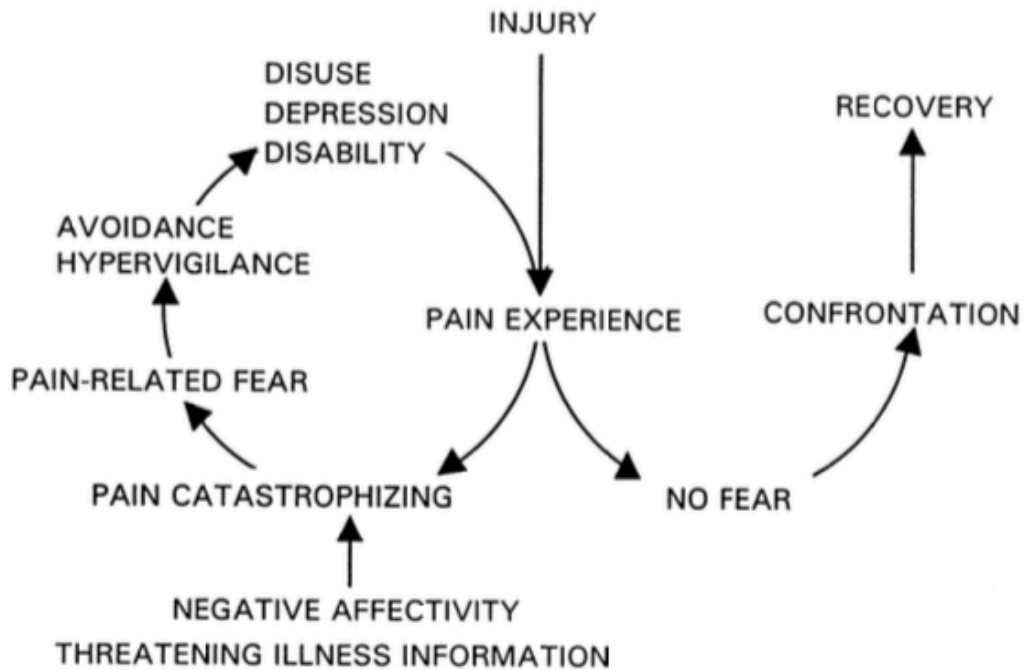 INJURY
DISUSE
DEPRESSION
DISABILITY
RECOVERY
AVOIDANCE
HYPERVIGILANCE
PAIN EXPERIENCE
CONFRONTATION
PAIN-RELATED FEAR
PAIN CATASTROPHIZING
NO FEAR
NEGATIVE AFFECTIVITY
THREATENING ILLNESS INFORMATION